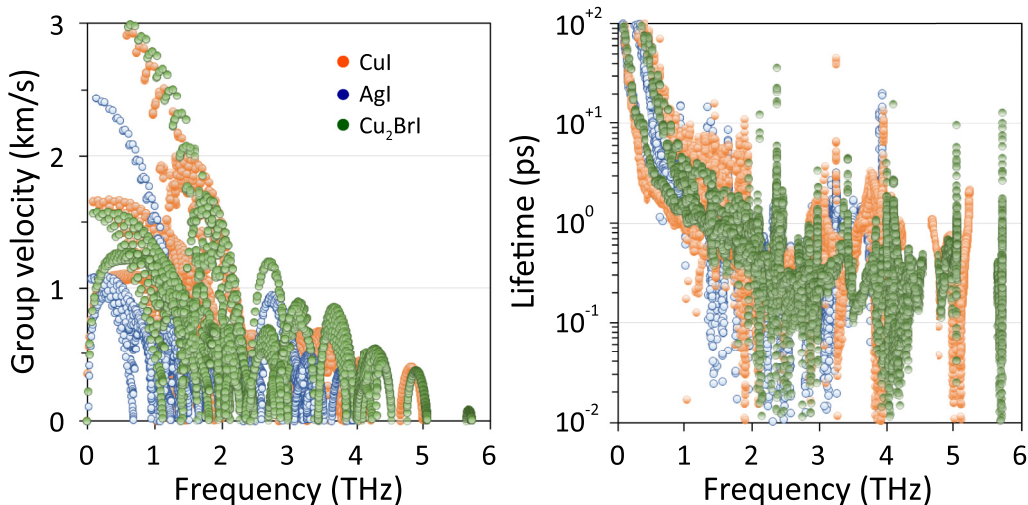 Group velocity (km/s)
3
2
1
0
CuI
AgI
Cu₂BrI
0 1 2 3 4 5 6
Frequency (THz)
Lifetime (ps)
10⁺²
10⁺¹
10⁰
10⁻¹
10⁻²
0 1 2 3 4 5 6
Frequency (THz)